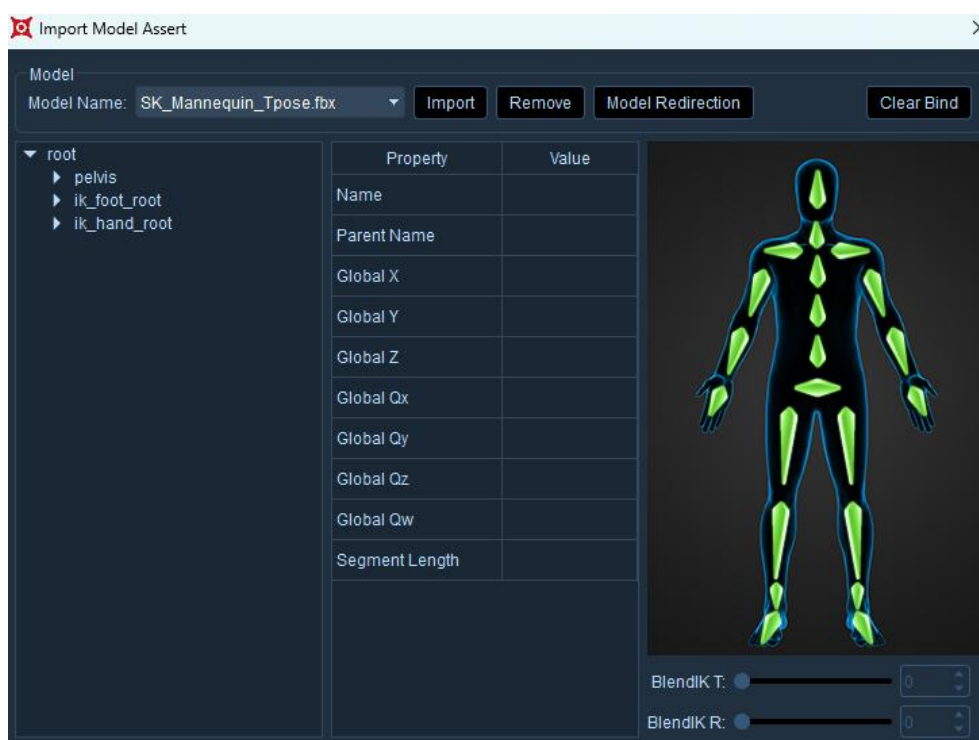 Import Model Assert
Model
Model Name: SK_Mannequin_Tpose.fbx Import Remove Model Redirection Clear Bind
root
pelvis
ik_foot_root
ik_hand_root
Property Value
Name
Parent Name
Global X
Global Y
Global Z
Global Qx
Global Qy
Global Qz
Global Qw
Segment Length
BlendIK T: 0
BlendIK R: 0